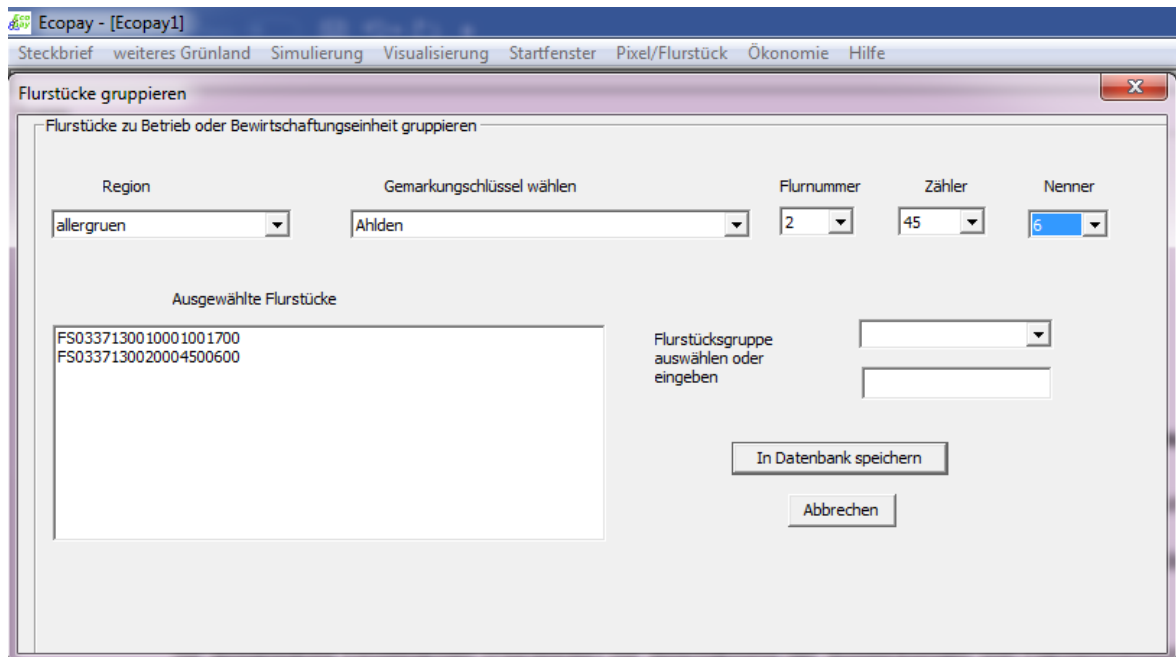 Ecopay - [Ecopay1]
Steckbrief weiteres Grünland Simulierung Visualisierung Startfenster Pixel/Flurstück Ökonomie Hilfe
Flurstücke gruppieren
Flurstücke zu Betrieb oder Bewirtschaftungseinheit gruppieren
Region Gemarkungschlüssel wählen Flurnummer Zähler Nenner
allergruen Ahlden 2 45 6
Ausgewählte Flurstücke
FS0337130010001001700
FS0337130020004500600
Flurstücksgruppe
auswählen oder
eingeben
In Datenbank speichern
Abbrechen